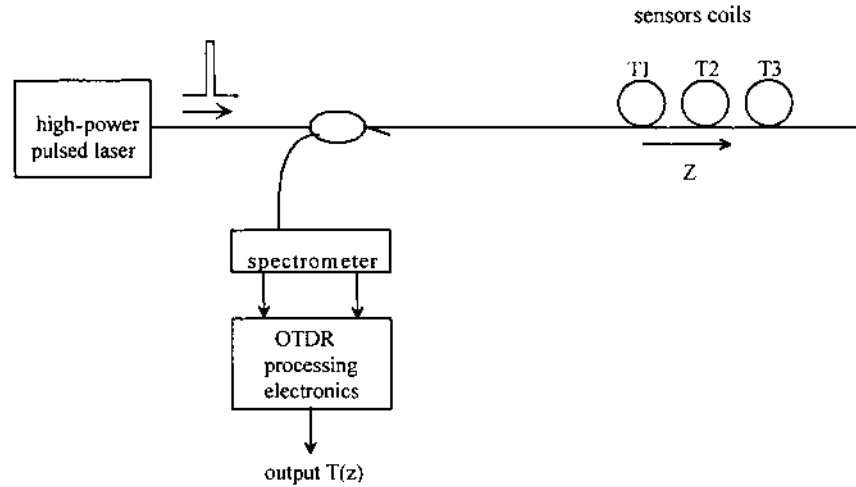 sensors coils
T1 T2 T3
high-power
pulsed laser
Z
spectrometer
OTDR
processing
electronics
output T(z)